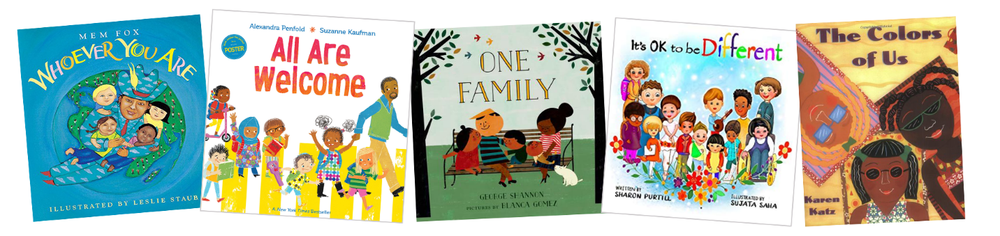 MEM FOX
WHOEVER YOU ARE
ILLUSTRATED BY LESLIE STAUB
Alexandra Penfold * Suzanne Kaufman
All Are
Welcome
POSTER
A New York Times Bestseller
ONE
FAMILY
GEORGE SHANNON
PICTURES BY BLANCA GOMEZ
It's OK to be Different
WRITTEN BY
SHARON PURTILL
ILLUSTRATED BY
SUJATA SAHA
Copyrighted Material
The Colors
of Us
Karen
Katz